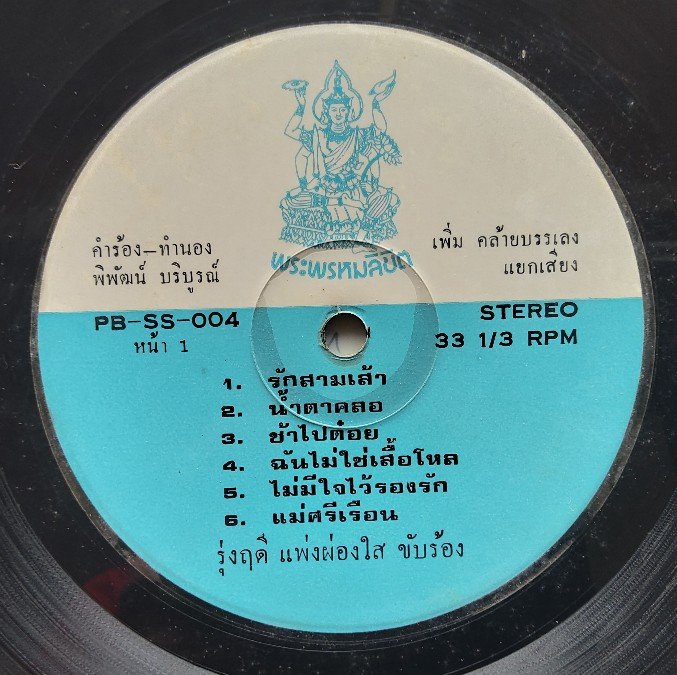 พระพรหมลิขิต
คำร้อง–ทำนอง
พิพัฒน์ บริบูรณ์
เพิ่ม คล้ายบรรเลง
แยกเสียง
PB-SS-004
หน้า 1
STEREO
33 1/3 RPM
1. รักสามเส้า
2. น้ำตาคลอ
3. ช้าไปต๋อย
4. ฉันไม่ใช่เสื้อโหล
5. ไม่มีใจไว้รองรัก
6. แม่ศรีเรือน
รุ่งฤดี แพ่งผ่องใส ขับร้อง